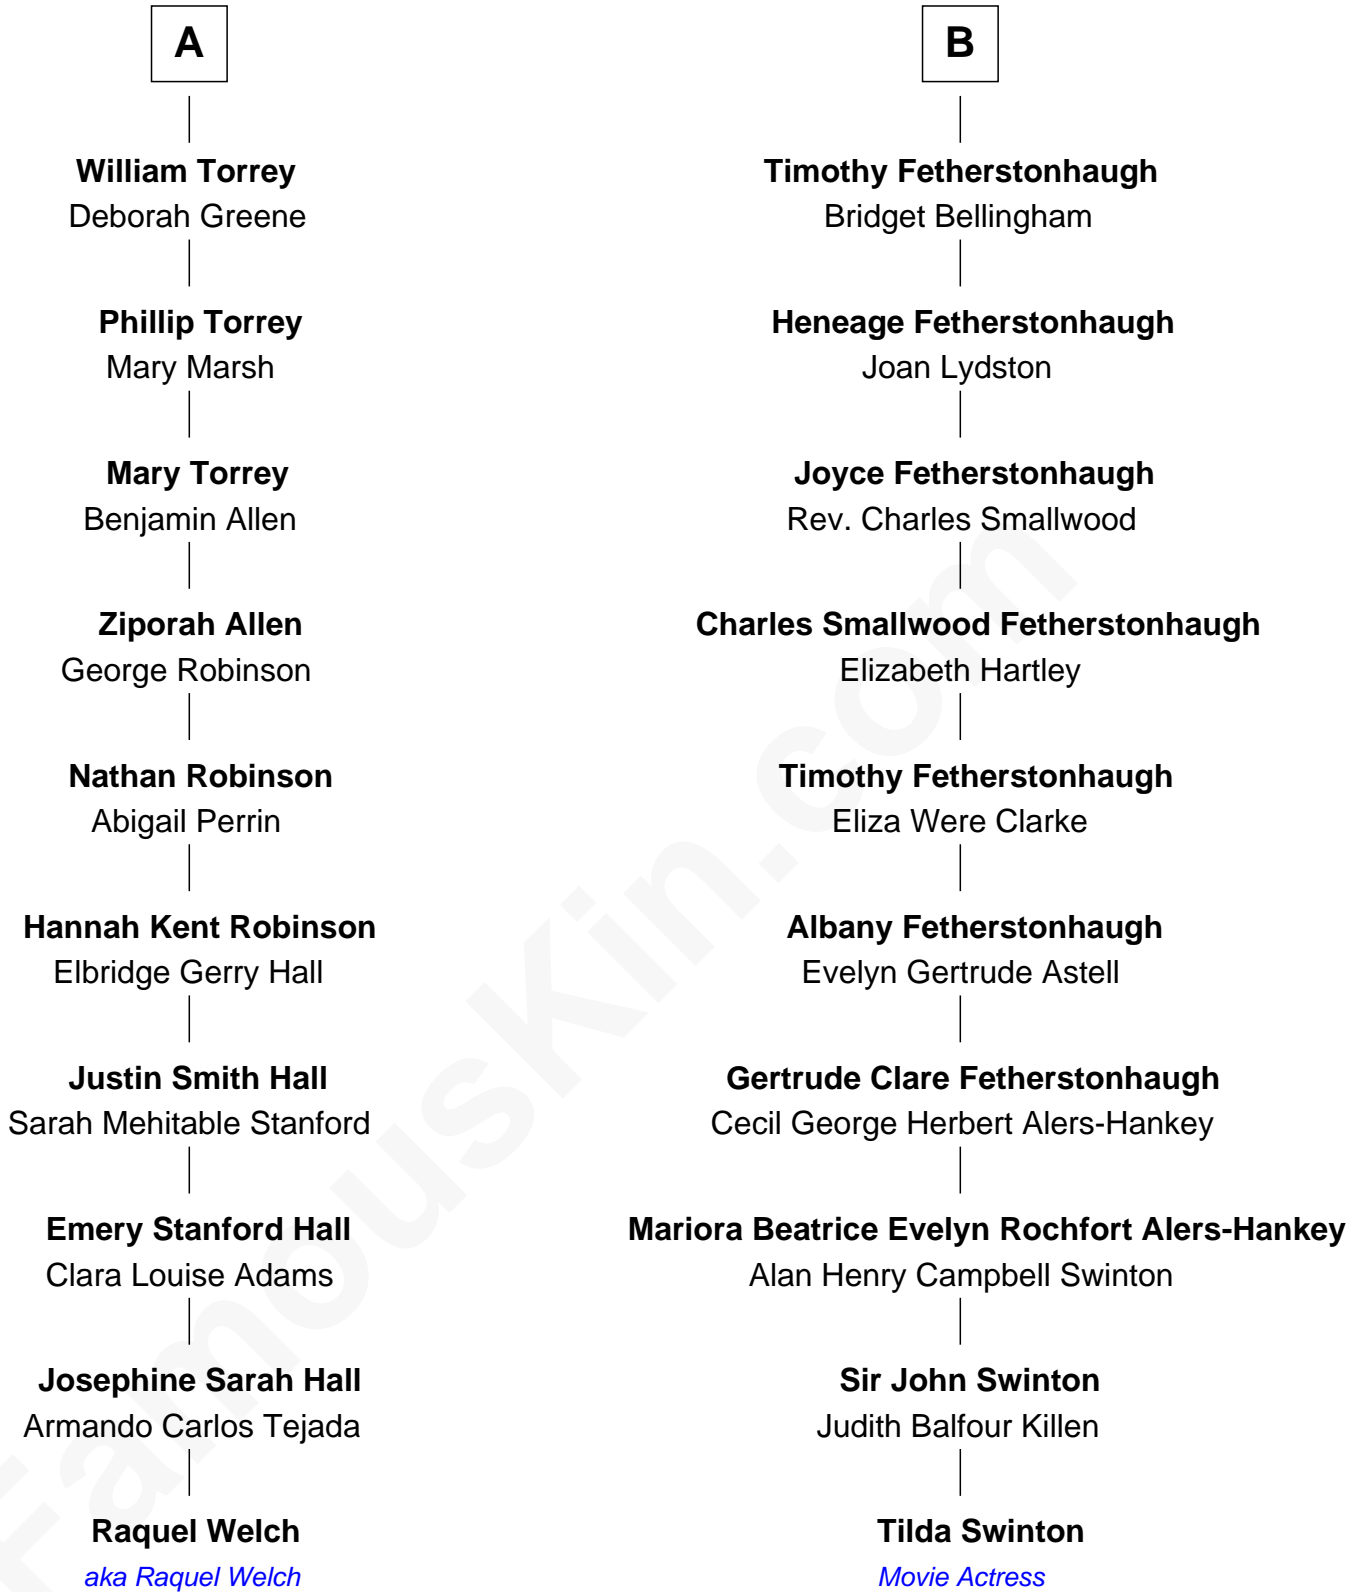 A
William Torrey
Deborah Greene
Phillip Torrey
Mary Marsh
Mary Torrey
Benjamin Allen
Ziporah Allen
George Robinson
Nathan Robinson
Abigail Perrin
Hannah Kent Robinson
Elbridge Gerry Hall
Justin Smith Hall
Sarah Mehitable Stanford
Emery Stanford Hall
Clara Louise Adams
Josephine Sarah Hall
Armando Carlos Tejada
Raquel Welch
aka Raquel Welch
B
Timothy Fetherstonhaugh
Bridget Bellingham
Heneage Fetherstonhaugh
Joan Lydston
Joyce Fetherstonhaugh
Rev. Charles Smallwood
Charles Smallwood Fetherstonhaugh
Elizabeth Hartley
Timothy Fetherstonhaugh
Eliza Were Clarke
Albany Fetherstonhaugh
Evelyn Gertrude Astell
Gertrude Clare Fetherstonhaugh
Cecil George Herbert Alers-Hankey
Mariora Beatrice Evelyn Rochfort Alers-Hankey
Alan Henry Campbell Swinton
Sir John Swinton
Judith Balfour Killen
Tilda Swinton
Movie Actress
FamousKin.com